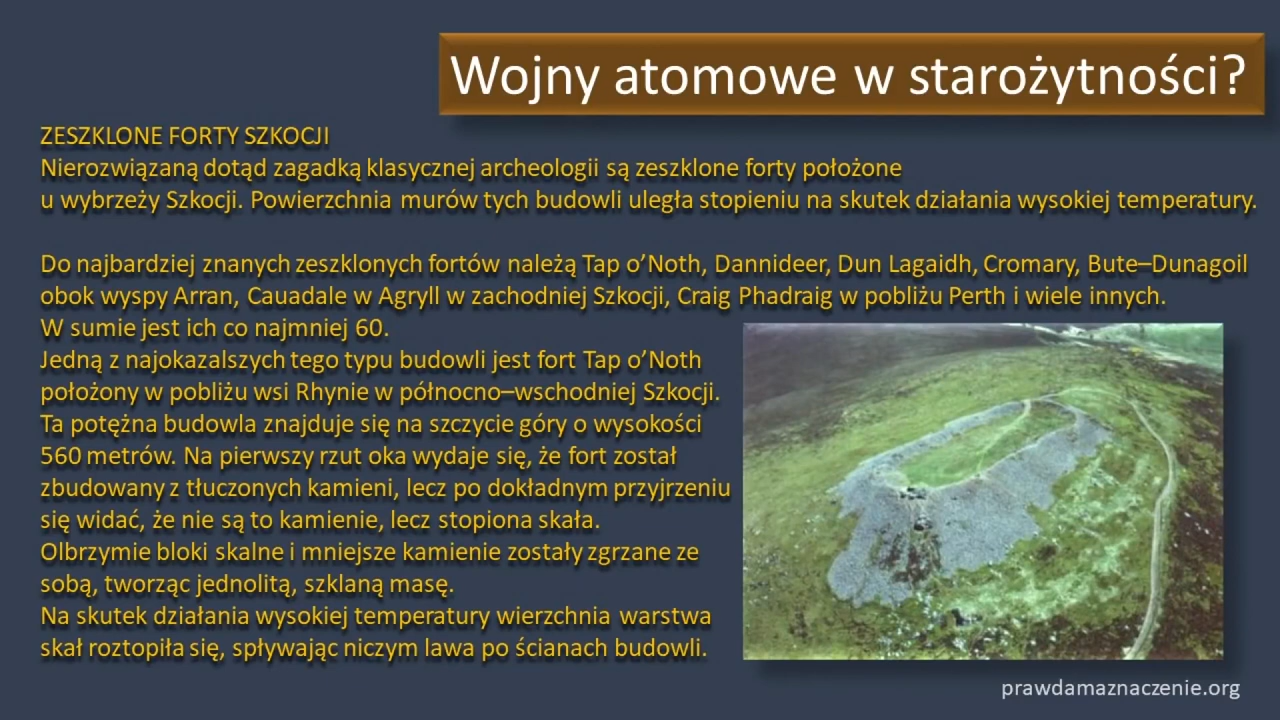 Wojny atomowe w starożytności?
ZESZKLONE FORTY SZKOCJI
Nierozwiązaną dotąd zagadką klasycznej archeologii są zeszklone forty położone
u wybrzeży Szkocji. Powierzchnia murów tych budowli uległa stopieniu na skutek działania wysokiej temperatury.
Do najbardziej znanych zeszklonych fortów należą Tap o’Noth, Dannideer, Dun Lagaidh, Cromary, Bute–Dunagoil
obok wyspy Arran, Cauadale w Agryll w zachodniej Szkocji, Craig Phadraig w pobliżu Perth i wiele innych.
W sumie jest ich co najmniej 60.
Jedną z najokazalszych tego typu budowli jest fort Tap o’Noth
położony w pobliżu wsi Rhynie w północno–wschodniej Szkocji.
Ta potężna budowla znajduje się na szczycie góry o wysokości
560 metrów. Na pierwszy rzut oka wydaje się, że fort został
zbudowany z tłuczonych kamieni, lecz po dokładnym przyjrzeniu
się widać, że nie są to kamienie, lecz stopiona skała.
Olbrzymie bloki skalne i mniejsze kamienie zostały zgrzane ze
sobą, tworząc jednolitą, szklaną masę.
Na skutek działania wysokiej temperatury wierzchnia warstwa
skał roztopiła się, spływając niczym lawa po ścianach budowli.
prawdamaznaczenie.org